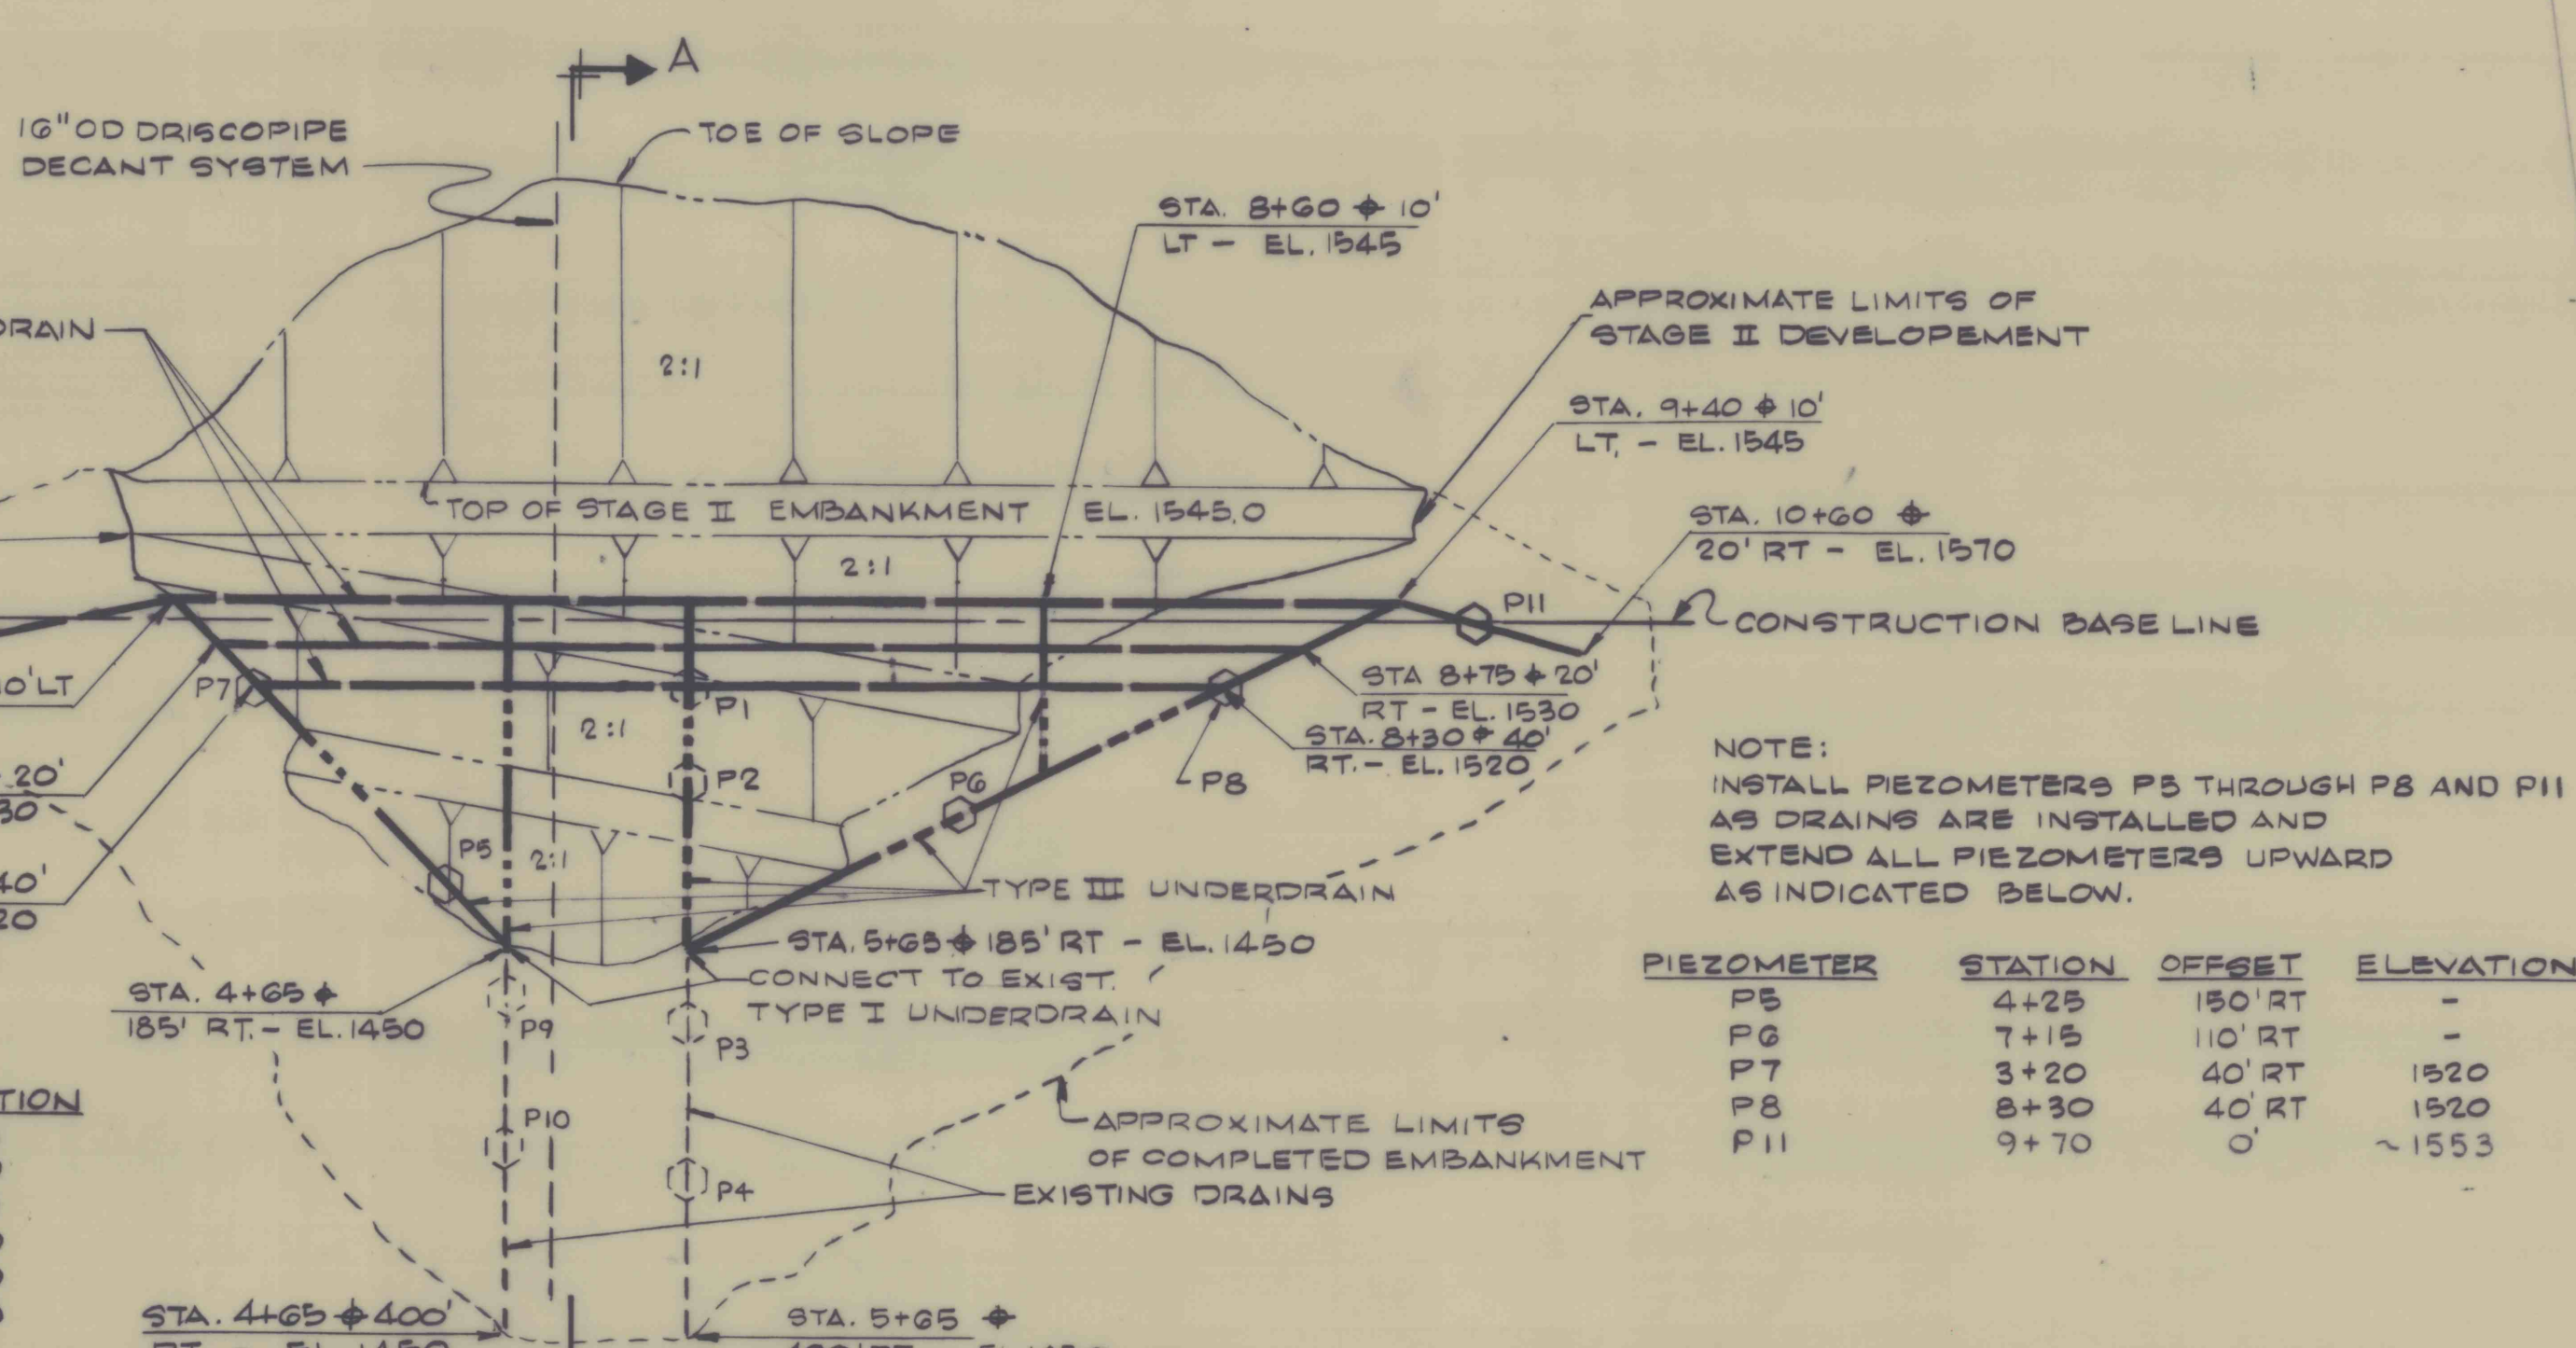 A
16" OD DRISCOPIPE
DECANT SYSTEM
TOE OF SLOPE
STA. 8+60 ⌖ 10'
LT - EL. 1545
APPROXIMATE LIMITS OF
STAGE II DEVELOPEMENT
DRAIN
2:1
STA. 9+40 ⌖ 10'
LT. - EL. 1545
TOP OF STAGE II EMBANKMENT EL. 1545.0
STA. 10+60 ⌖
20' RT - EL. 1570
2:1
P11
CONSTRUCTION BASE LINE
0' LT
P7
P1
STA 8+75 ⌖ 20'
RT - EL. 1530
2:1
STA. 8+30 ⌖ 40'
RT. - EL. 1520
20'
30
P2
P6
P8
NOTE:
INSTALL PIEZOMETERS P5 THROUGH P8 AND P11
AS DRAINS ARE INSTALLED AND
EXTEND ALL PIEZOMETERS UPWARD
AS INDICATED BELOW.
P5
2:1
40'
20
TYPE III UNDERDRAIN
STA. 5+65 ⌖ 185' RT - EL. 1450
CONNECT TO EXIST.
TYPE I UNDERDRAIN
STA. 4+65 ⌖
185' RT. - EL. 1450
P9
P3
PIEZOMETER STATION OFFSET ELEVATION
P5 4+25 150' RT -
P6 7+15 110' RT -
P7 3+20 40' RT 1520
P8 8+30 40' RT 1520
P11 9+70 0' ~1553
TION
P10
APPROXIMATE LIMITS
OF COMPLETED EMBANKMENT
P4
EXISTING DRAINS
STA. 4+65 ⌖ 400'
STA. 5+65 ⌖